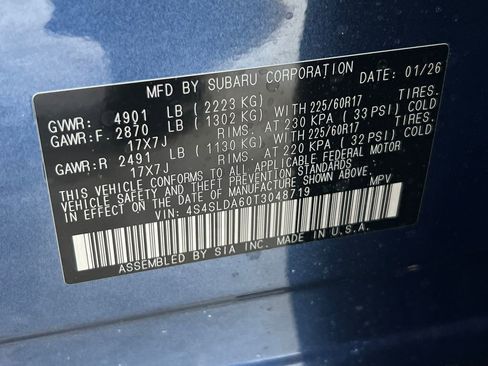 MFD BY SUBARU CORPORATION DATE: 01/26
GVWR: 4901 LB ( 2223 KG)
GAWR:F. 2870 LB ( 1302 KG) WITH 225/60R17 TIRES.
17X7J RIMS. AT 230 KPA ( 33 PSI) COLD
GAWR:R 2491 LB ( 1130 KG) WITH 225/60R17 TIRES.
17X7J RIMS. AT 220 KPA ( 32 PSI) COLD
THIS VEHICLE CONFORMS TO ALL APPLICABLE FEDERAL MOTOR
VEHICLE SAFETY STANDARDS IN EFFECT ON THE
DATE OF MANUFACTURE SHOWN ABOVE.
VIN: 4S4SLDA60T3048719 MPV
ASSEMBLED BY SIA INC. MADE IN U.S.A.